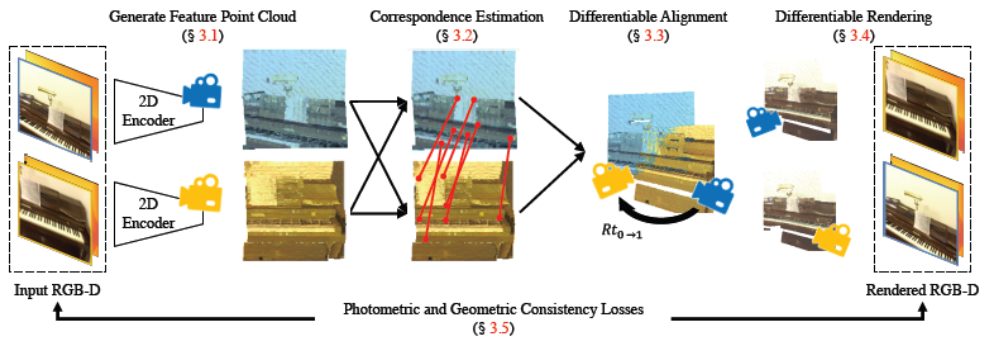 Generate Feature Point Cloud
(§ 3.1)
Correspondence Estimation
(§ 3.2)
Differentiable Alignment
(§ 3.3)
Differentiable Rendering
(§ 3.4)
2D
Encoder
2D
Encoder
Rt₀→₁
Input RGB-D
Rendered RGB-D
Photometric and Geometric Consistency Losses
(§ 3.5)